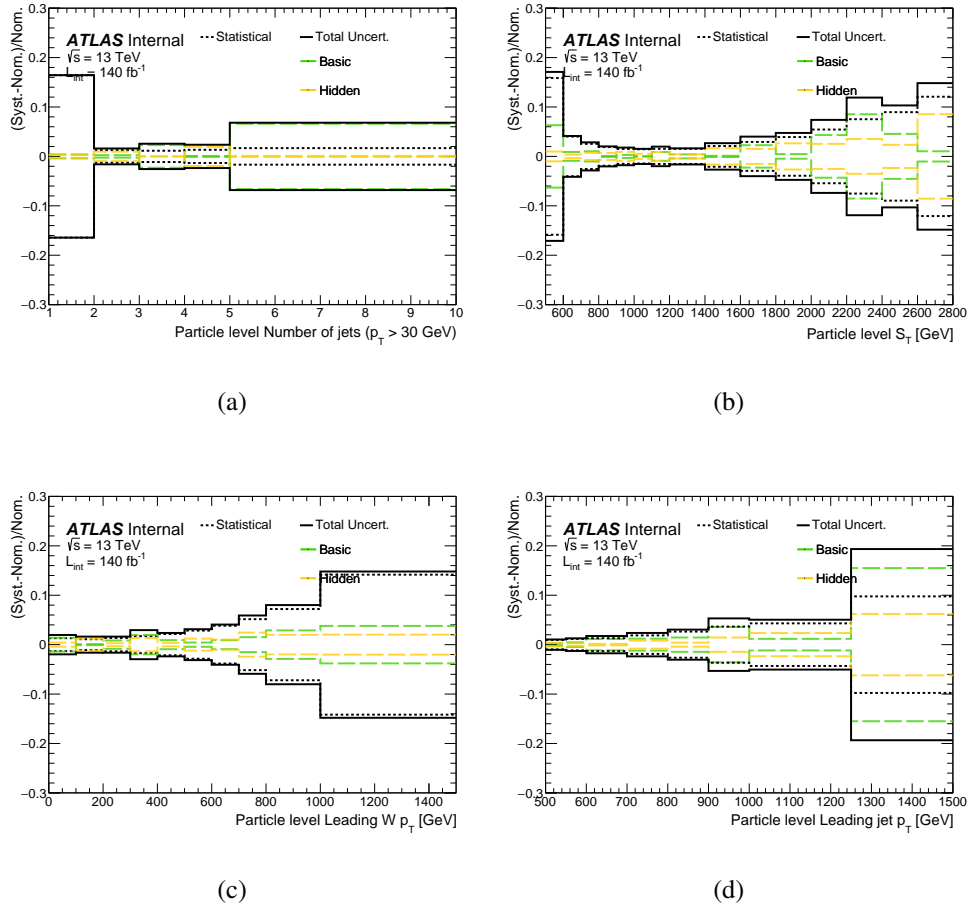 (Syst.-Nom.)/Nom.
ATLAS Internal
√s = 13 TeV
L_int = 140 fb⁻¹
Statistical
Total Uncert.
Basic
Hidden
0.3
0.2
0.1
0
−0.1
−0.2
−0.3
1 2 3 4 5 6 7 8 9 10
Particle level Number of jets (p_T > 30 GeV)
(a)
(Syst.-Nom.)/Nom.
ATLAS Internal
√s = 13 TeV
L_int = 140 fb⁻¹
Statistical
Total Uncert.
Basic
Hidden
0.3
0.2
0.1
0
−0.1
−0.2
−0.3
600 800 1000 1200 1400 1600 1800 2000 2200 2400 2600 2800
Particle level S_T [GeV]
(b)
(Syst.-Nom.)/Nom.
ATLAS Internal
√s = 13 TeV
L_int = 140 fb⁻¹
Statistical
Total Uncert.
Basic
Hidden
0.3
0.2
0.1
0
−0.1
−0.2
−0.3
0 200 400 600 800 1000 1200 1400
Particle level Leading W p_T [GeV]
(c)
(Syst.-Nom.)/Nom.
ATLAS Internal
√s = 13 TeV
L_int = 140 fb⁻¹
Statistical
Total Uncert.
Basic
Hidden
0.3
0.2
0.1
0
−0.1
−0.2
−0.3
500 600 700 800 900 1000 1100 1200 1300 1400 1500
Particle level Leading jet p_T [GeV]
(d)